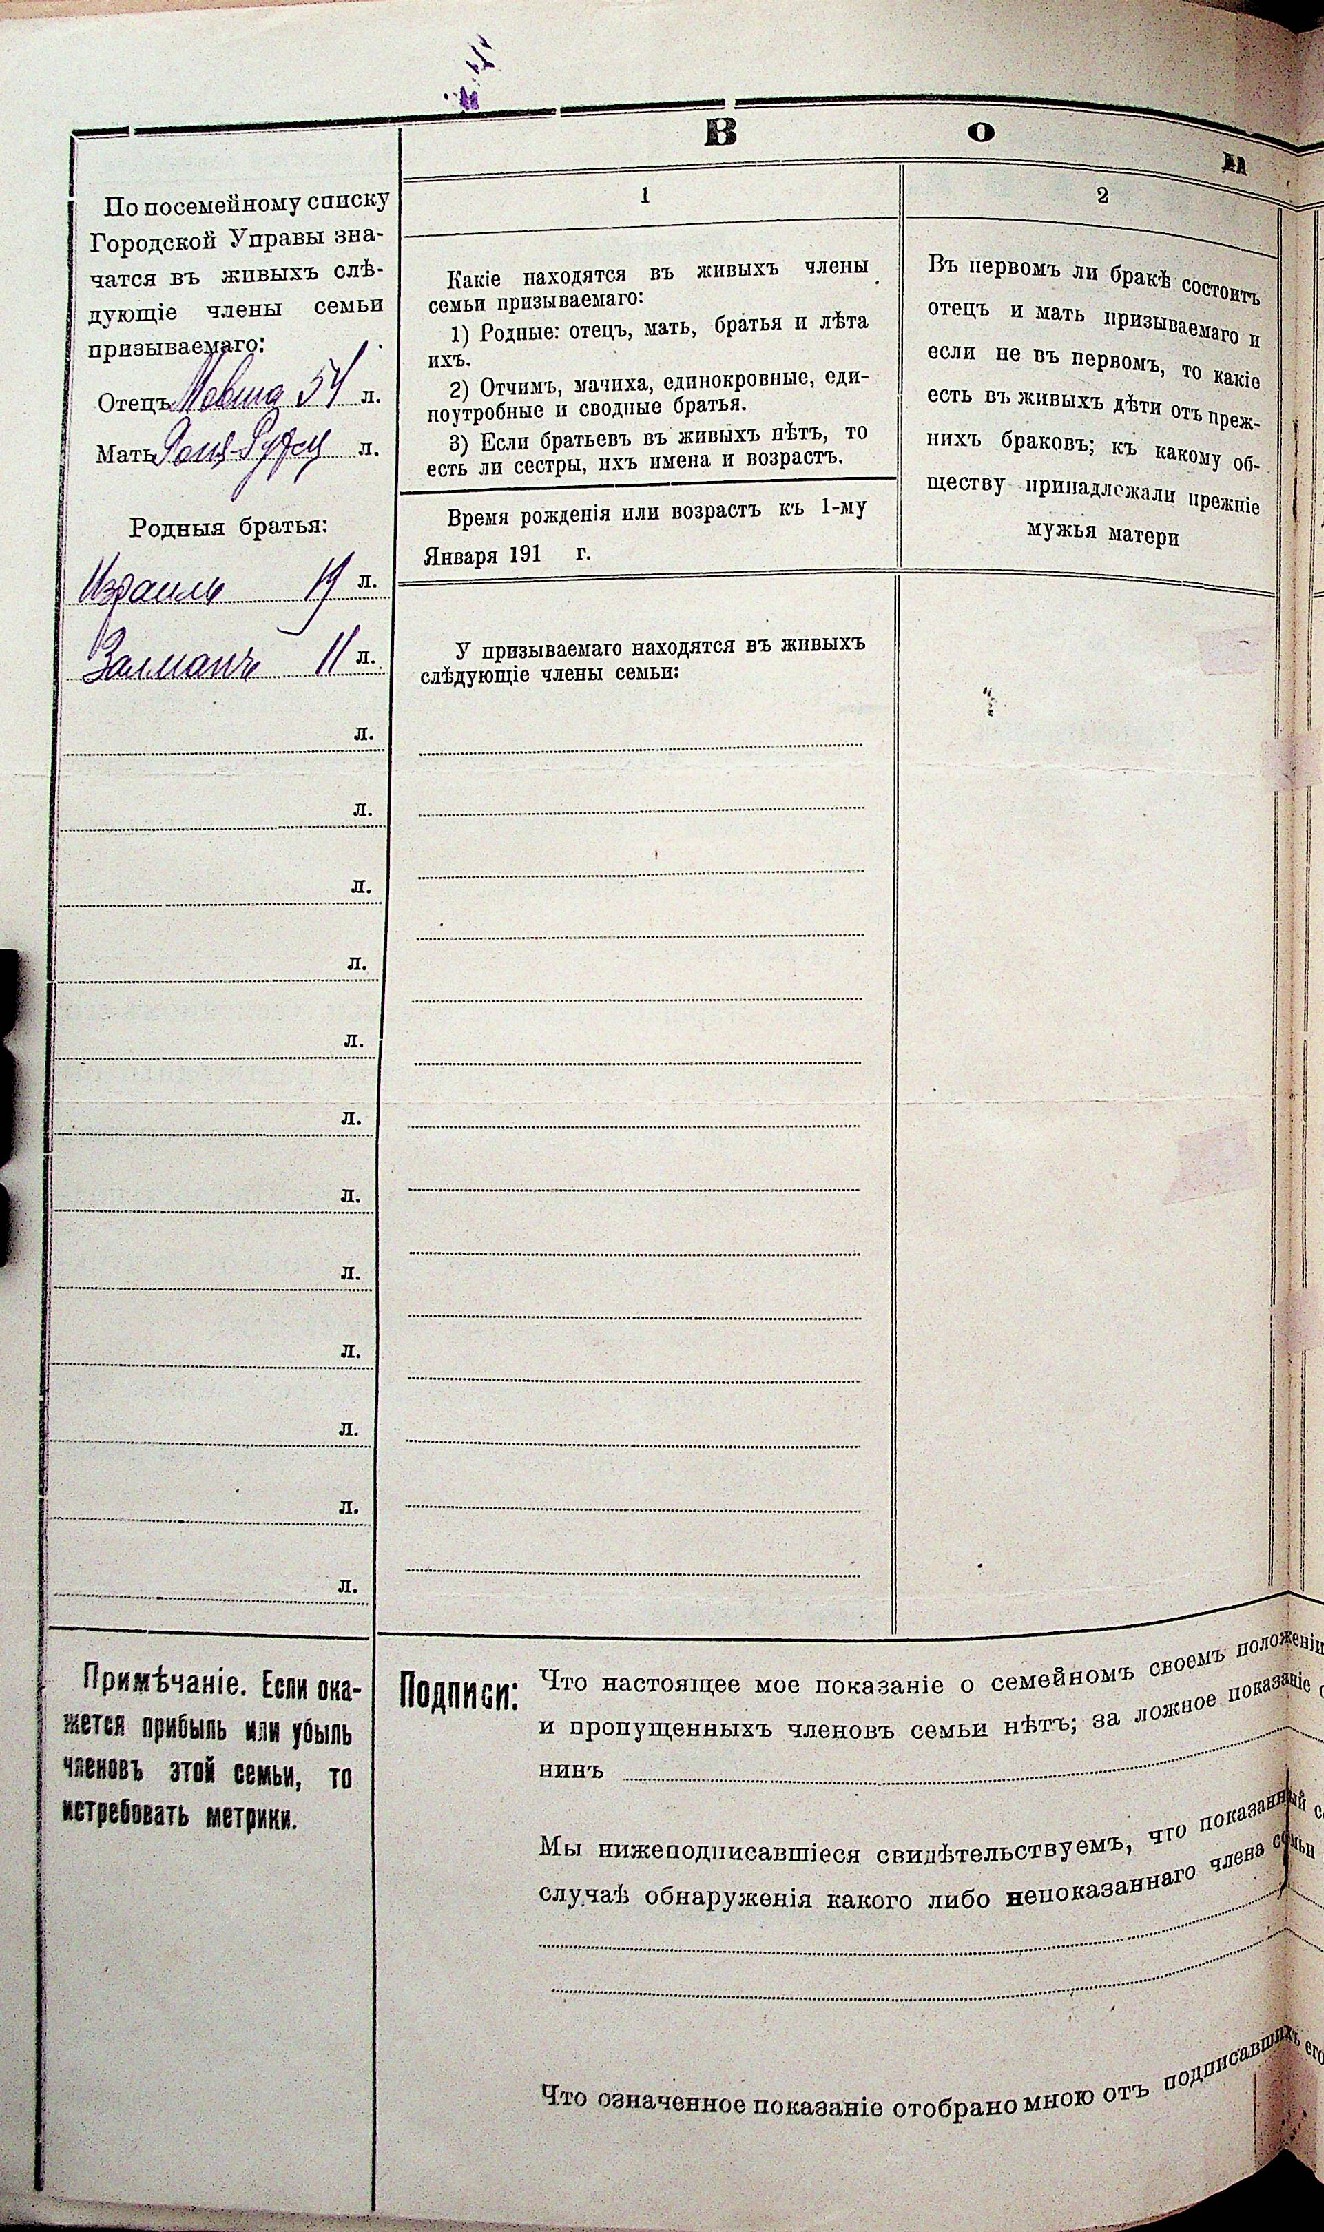 В о п
По посемейному списку
Городской Управы зна-
чатся въ живыхъ слѣ-
дующіе члены семьи
призываемаго:
Отецъ Мовша 54 л.
Мать л.
Родныя братья:
Израиль 19 л.
Залманъ 11 л.
л.
л.
л.
л.
л.
л.
л.
л.
л.
л.
л.
л.
Примѣчаніе. Если ока-
жется прибыль или убыль
членовъ этой семьи, то
истребовать метрики.
1
Какіе находятся въ живыхъ члены
семьи призываемаго:
1) Родные: отецъ, мать, братья и лѣта
ихъ.
2) Отчимъ, мачиха, единокровные, еди-
ноутробные и сводные братья.
3) Если братьевъ въ живыхъ нѣтъ, то
есть ли сестры, ихъ имена и возрастъ.
Время рожденія или возрастъ къ 1-му
Января 191 г.
У призываемаго находятся въ живыхъ
слѣдующіе члены семьи:
2
Въ первомъ ли бракѣ состоитъ
отецъ и мать призываемаго и
если не въ первомъ, то какіе
есть въ живыхъ дѣти отъ преж-
нихъ браковъ; къ какому об-
ществу принадлежали прежніе
мужья матери
Подписи:
Что настоящее мое показаніе о семейномъ своемъ положеніи
и пропущенныхъ членовъ семьи нѣтъ; за ложное показаніе
нинъ
Мы нижеподписавшіеся свидѣтельствуемъ, что показанный
случаѣ обнаруженія какого либо непоказаннаго члена семьи
Что означенное показаніе отобрано мною отъ подписавшихъ его